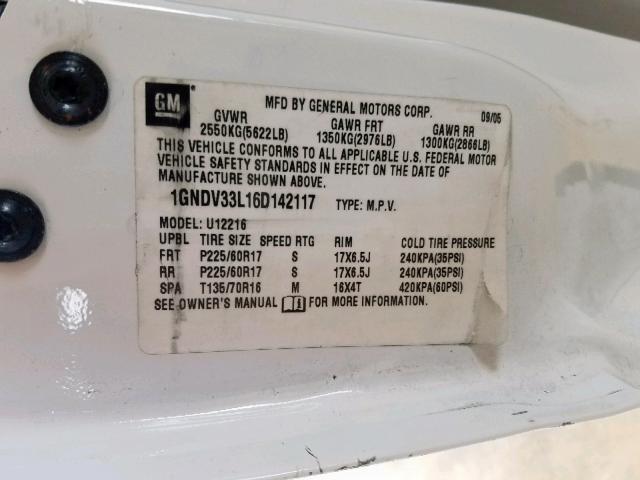 GM
MFD BY GENERAL MOTORS CORP. 09/05
GVWR GAWR FRT GAWR RR
2550KG(5622LB) 1350KG(2976LB) 1300KG(2866LB)
THIS VEHICLE CONFORMS TO ALL APPLICABLE U.S. FEDERAL MOTOR
VEHICLE SAFETY STANDARDS IN EFFECT ON THE DATE OF
MANUFACTURE SHOWN ABOVE.
1GNDV33L16D142117 TYPE: M.P.V.
MODEL: U12216
UPBL TIRE SIZE SPEED RTG RIM COLD TIRE PRESSURE
FRT P225/60R17 S 17X6.5J 240KPA(35PSI)
RR P225/60R17 S 17X6.5J 240KPA(35PSI)
SPA T135/70R16 M 16X4T 420KPA(60PSI)
SEE OWNER'S MANUAL FOR MORE INFORMATION.